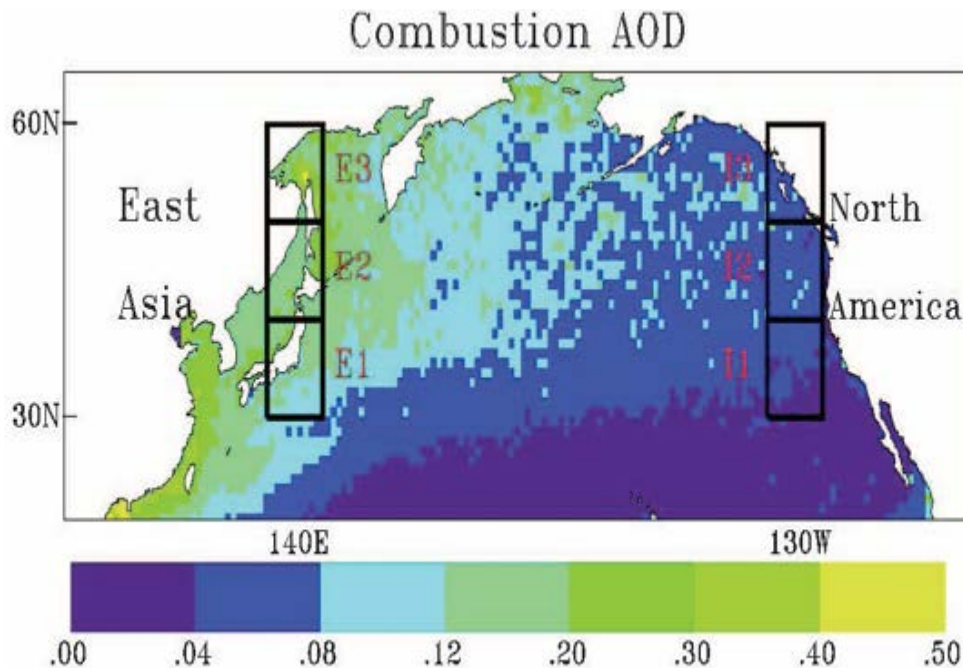 Combustion AOD
60N
E3 I3
East North
E2 I2
Asia America
E1 I1
30N
140E 130W
.00 .04 .08 .12 .20 .30 .40 .50